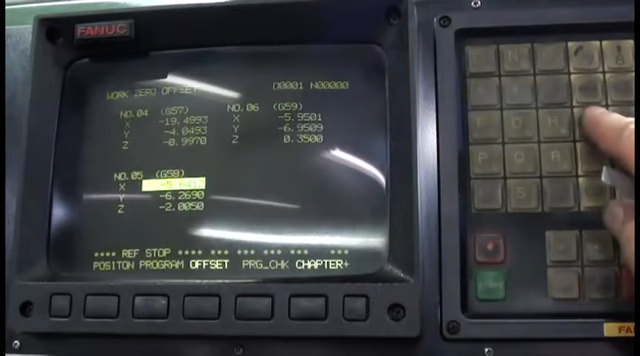 FANUC
WORK ZERO OFFSET O0001 N00000
NO.04 (G57) NO.06 (G59)
X -19.4993 X -5.9501
Y -4.0493 Y -6.9509
Z -0.9970 Z 0.3500
NO.05 (G58)
X
Y -6.2690
Z -2.0050
**** REF STOP **** *** *** *** ***
POSITON PROGRAM OFFSET PRG_CHK CHAPTER+
N
F D H
P Q R
S
FA